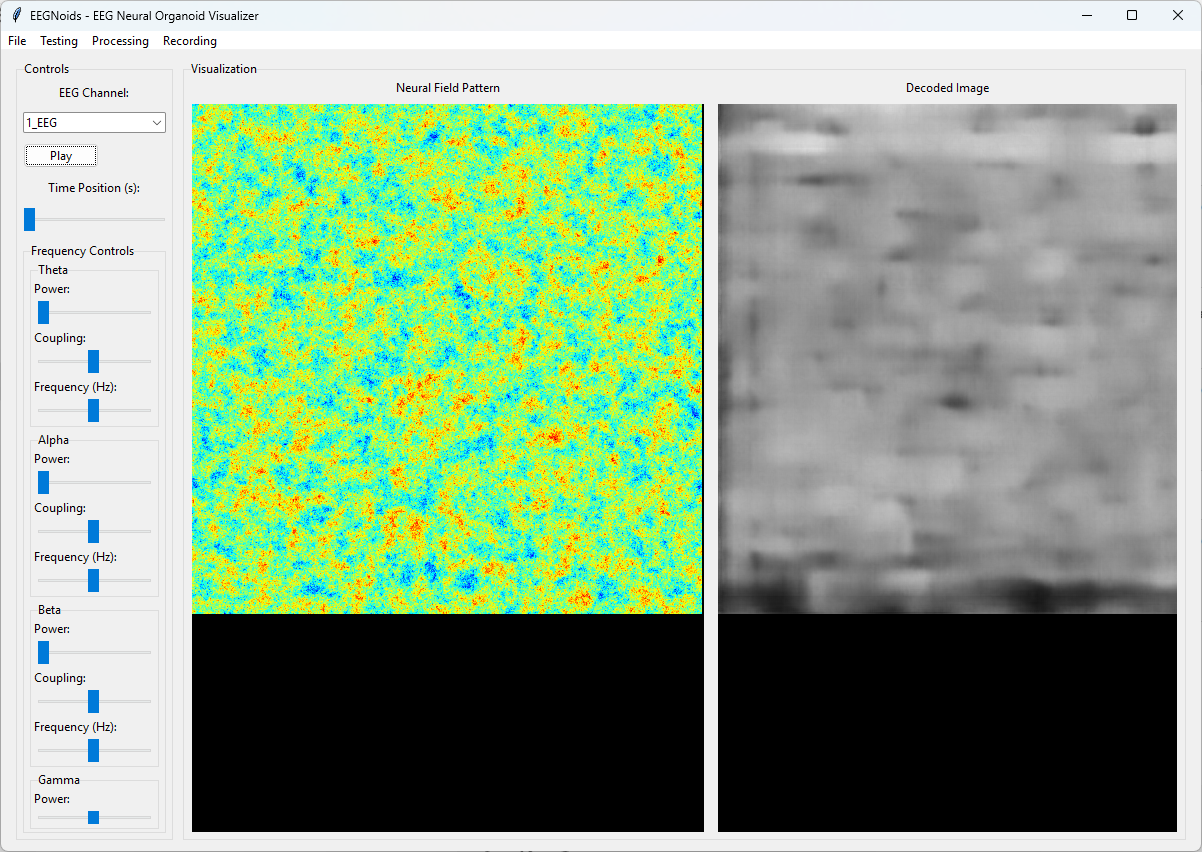 EEGNoids - EEG Neural Organoid Visualizer
File Testing Processing Recording
Controls
EEG Channel:
1_EEG
Play
Time Position (s):
Frequency Controls
Theta
Power:
Coupling:
Frequency (Hz):
Alpha
Power:
Coupling:
Frequency (Hz):
Beta
Power:
Coupling:
Frequency (Hz):
Gamma
Power:
Visualization
Neural Field Pattern
Decoded Image